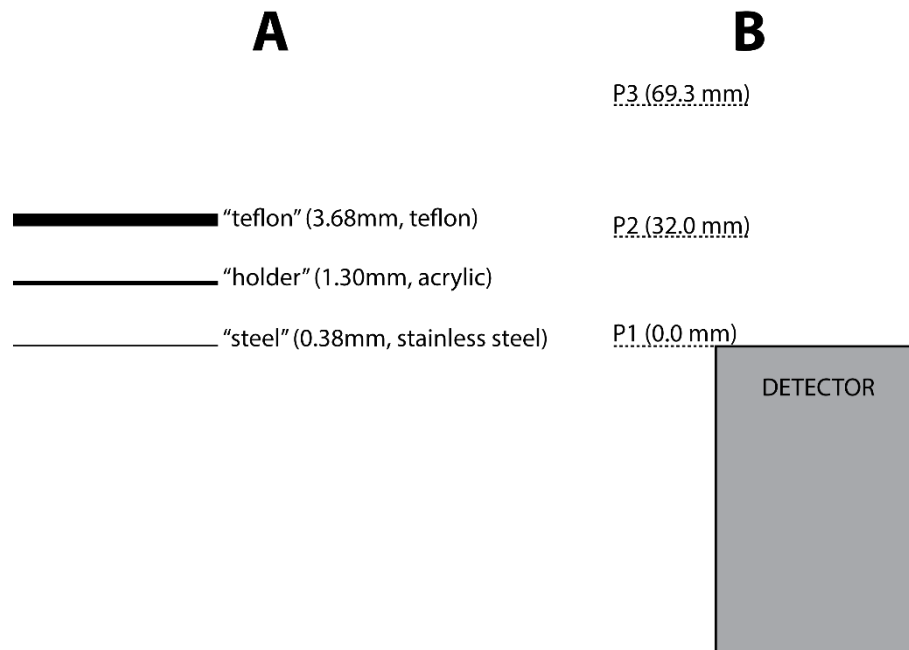 A
B
P3 (69.3 mm)
“teflon” (3.68mm, teflon)
P2 (32.0 mm)
“holder” (1.30mm, acrylic)
“steel” (0.38mm, stainless steel)
P1 (0.0 mm)
DETECTOR